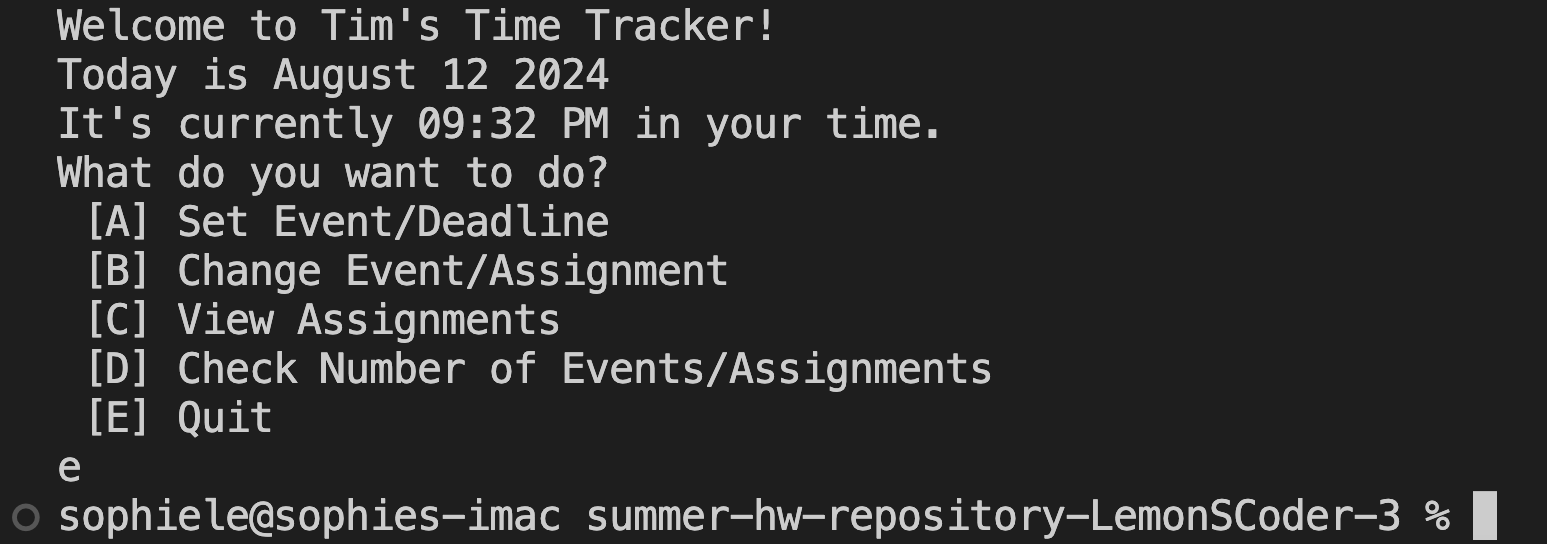 Welcome to Tim's Time Tracker!
Today is August 12 2024
It's currently 09:32 PM in your time.
What do you want to do?
[A] Set Event/Deadline
[B] Change Event/Assignment
[C] View Assignments
[D] Check Number of Events/Assignments
[E] Quit
e
sophiele@sophies-imac summer-hw-repository-LemonSCoder-3 %